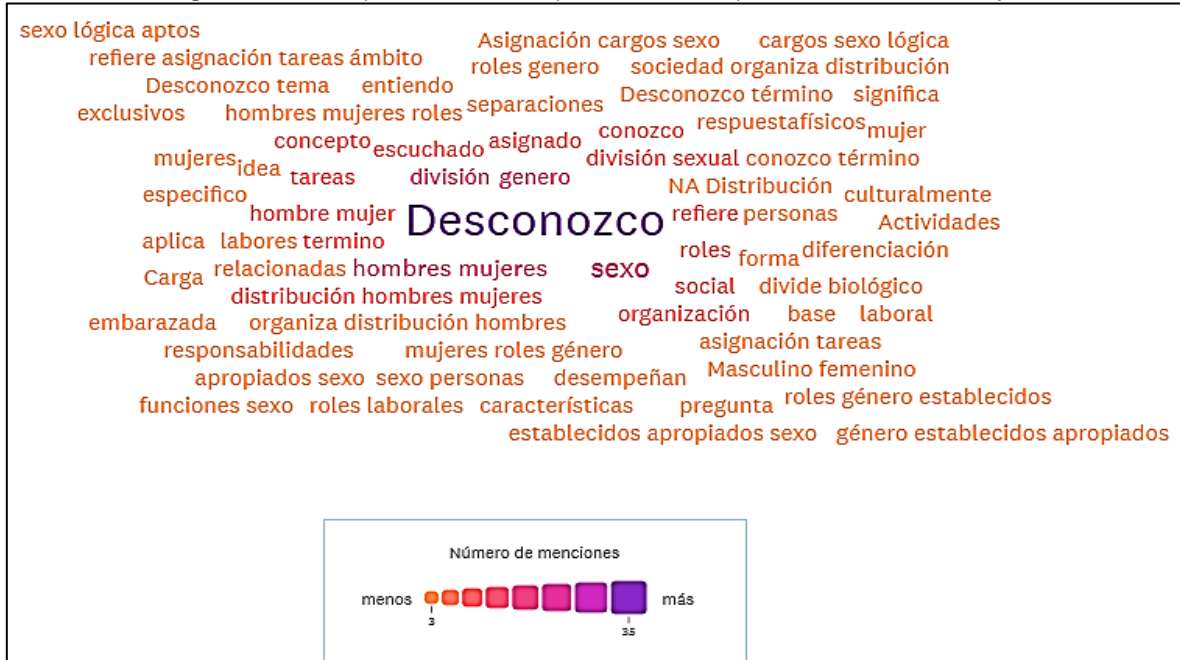 sexo lógica aptos
Asignación cargos sexo cargos sexo lógica
refiere asignación tareas ámbito
roles genero sociedad organiza distribución
Desconozco tema entiendo
separaciones Desconozco término significa
exclusivos hombres mujeres roles
concepto escuchado asignado conozco respuestafísicos mujer
mujeres idea tareas división genero división sexual conozco término
especifico NA Distribución culturalmente
hombre mujer Desconozco refiere personas Actividades
aplica labores termino roles forma diferenciación
Carga relacionadas hombres mujeres sexo social divide biológico
distribución hombres mujeres organización base laboral
embarazada organiza distribución hombres
responsabilidades mujeres roles género asignación tareas
apropiados sexo sexo personas desempeñan Masculino femenino
funciones sexo roles laborales características pregunta roles género establecidos
establecidos apropiados sexo género establecidos apropiados
Número de menciones
menos más
3 35